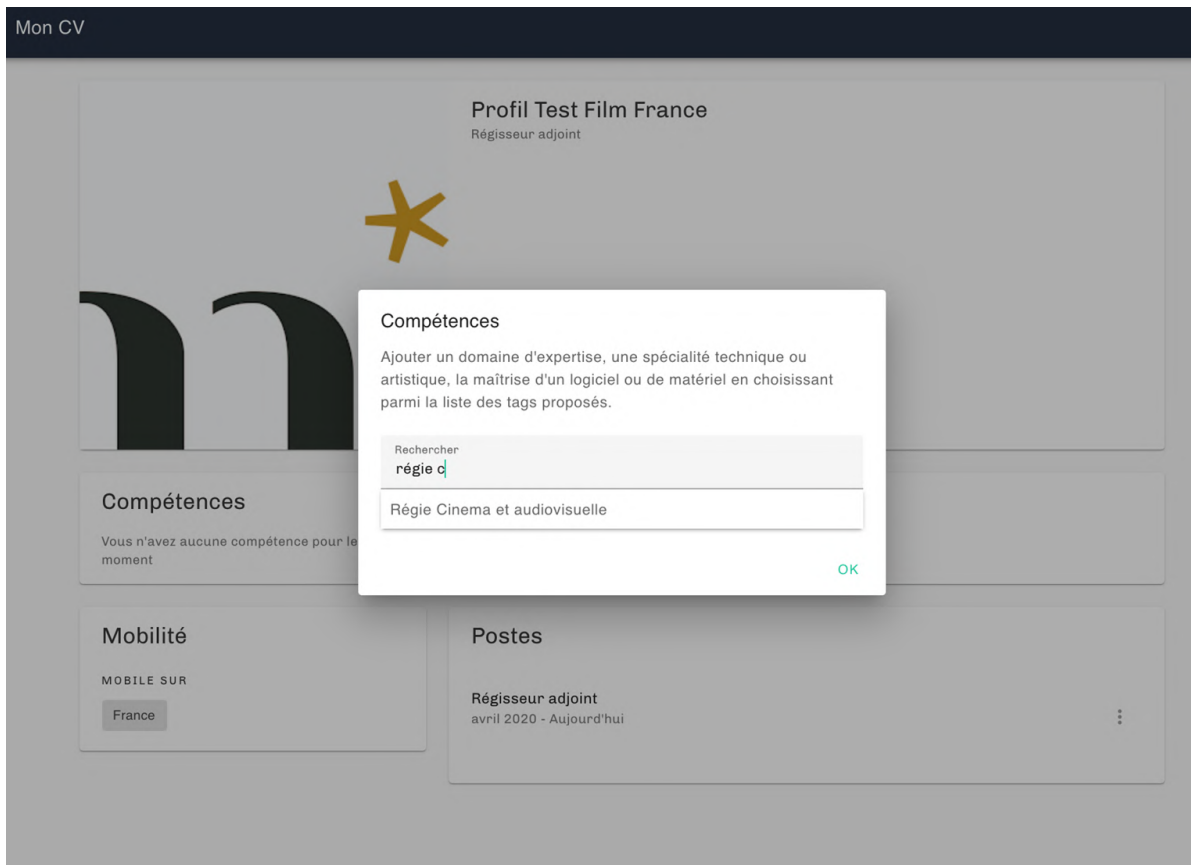 Mon CV
Profil Test Film France
Régisseur adjoint
Compétences
Ajouter un domaine d'expertise, une spécialité technique ou
artistique, la maîtrise d'un logiciel ou de matériel en choisissant
parmi la liste des tags proposés.
Rechercher
régie c
Régie Cinema et audiovisuelle
OK
Compétences
Vous n'avez aucune compétence pour le
moment
Mobilité
MOBILE SUR
France
Postes
Régisseur adjoint
avril 2020 - Aujourd'hui